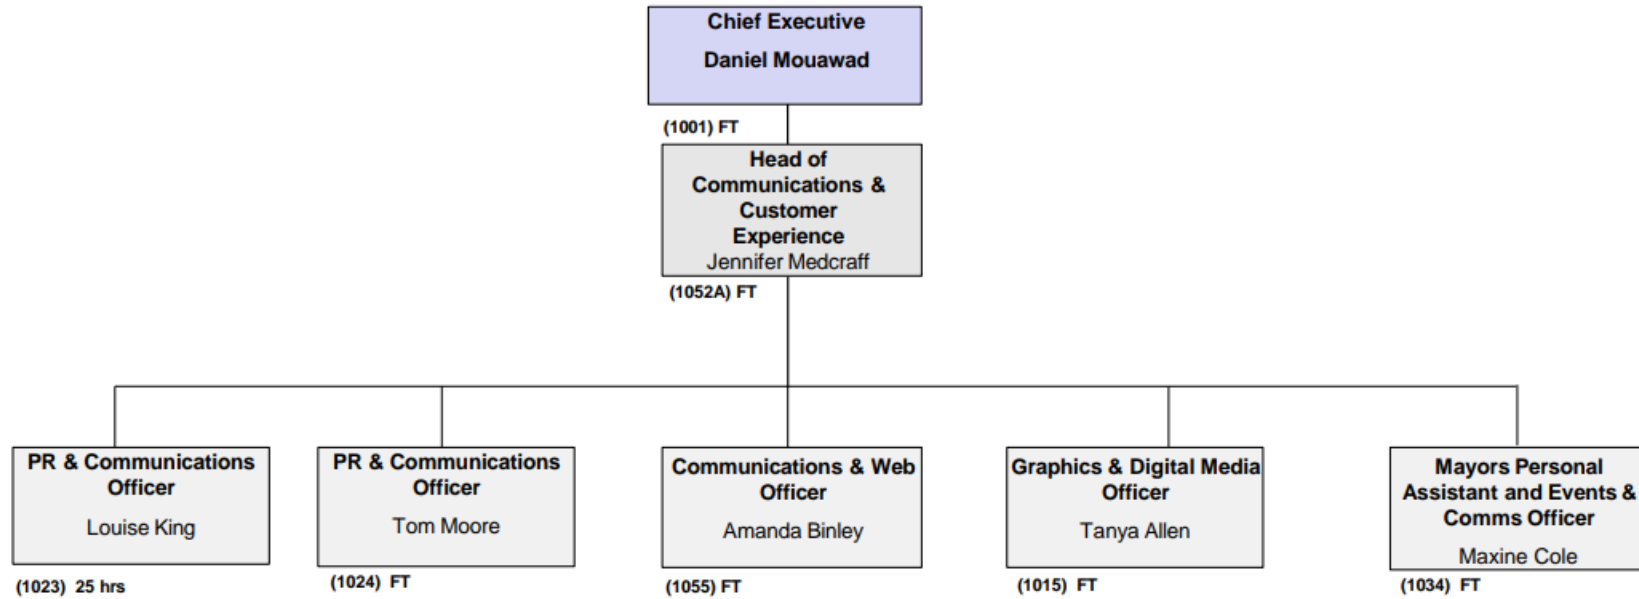 Chief Executive
Daniel Mouawad
(1001) FT
Head of
Communications &
Customer
Experience
Jennifer Medcraff
(1052A) FT
PR & Communications
Officer
Louise King
(1023) 25 hrs
PR & Communications
Officer
Tom Moore
(1024) FT
Communications & Web
Officer
Amanda Binley
(1055) FT
Graphics & Digital Media
Officer
Tanya Allen
(1015) FT
Mayors Personal
Assistant and Events &
Comms Officer
Maxine Cole
(1034) FT